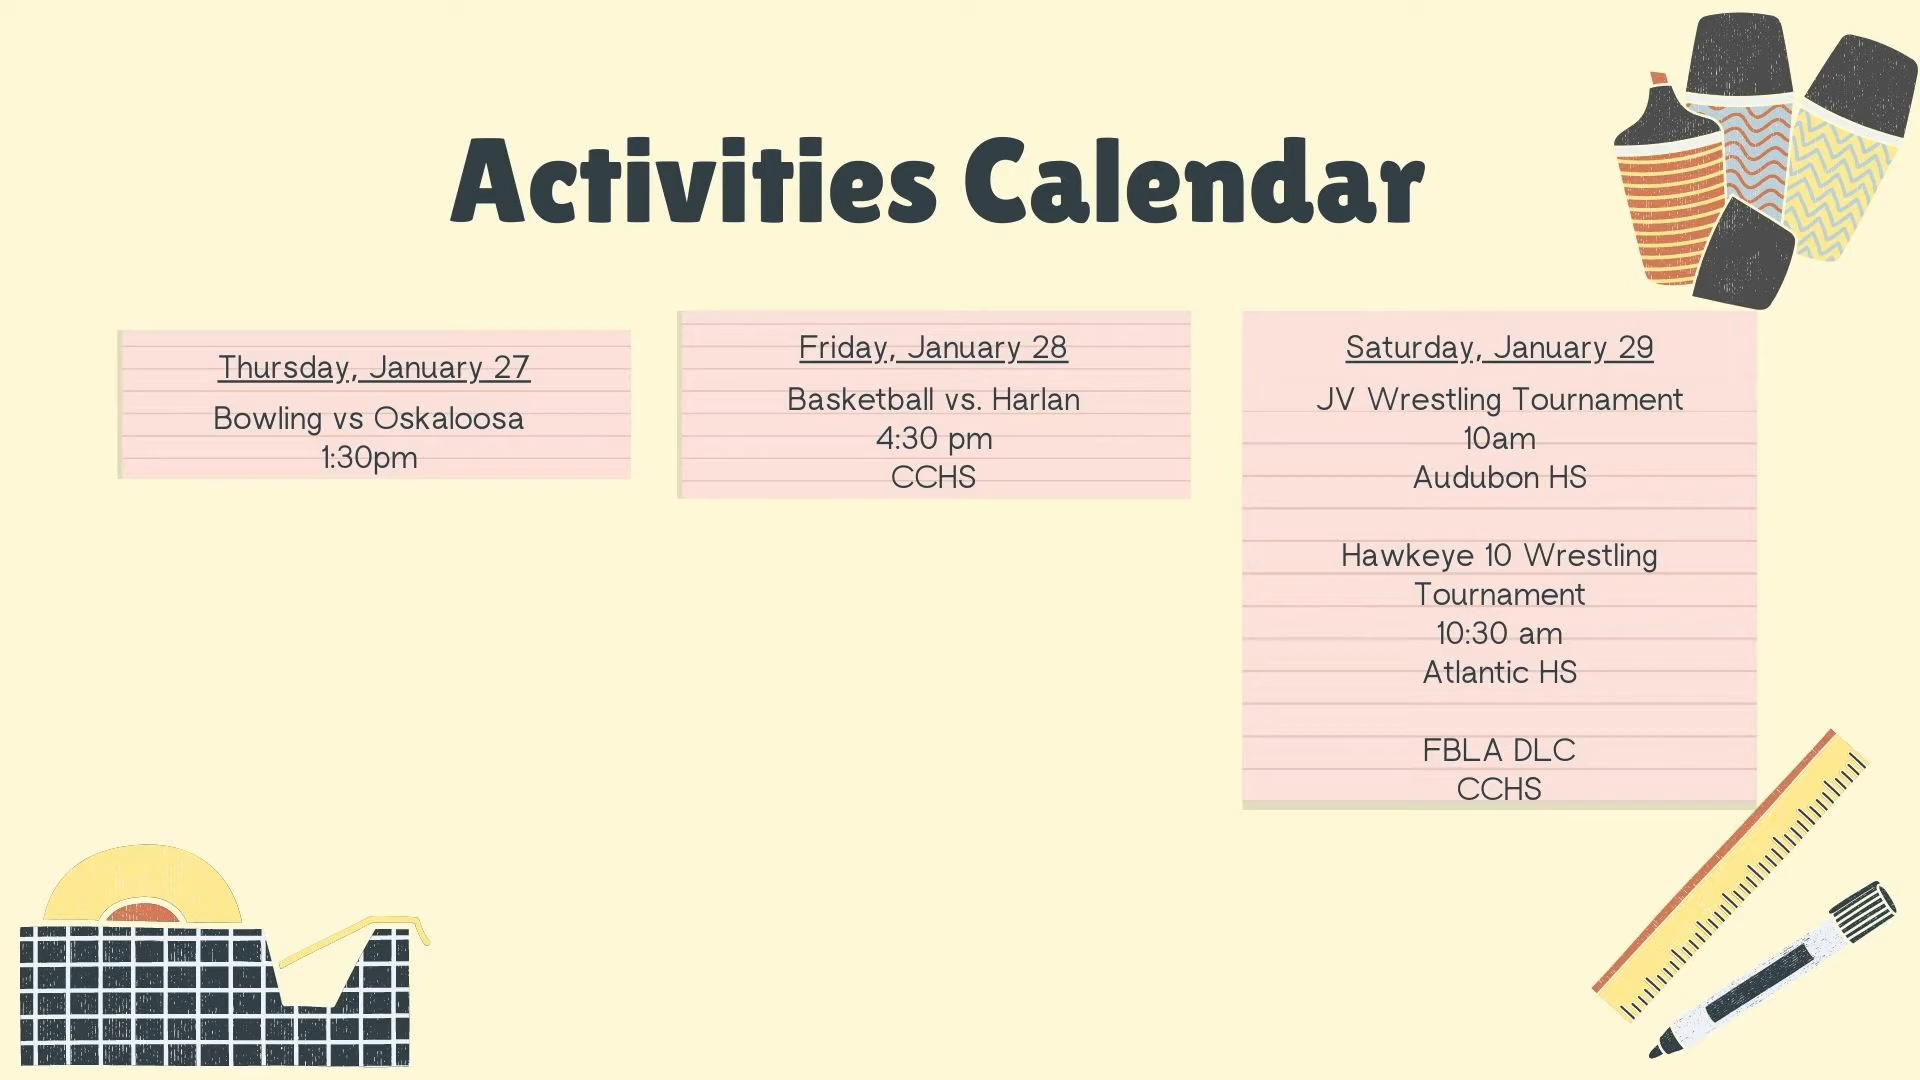 Activities Calendar
Thursday, January 27
Bowling vs Oskaloosa
1:30pm
Friday, January 28
Basketball vs. Harlan
4:30 pm
CCHS
Saturday, January 29
JV Wrestling Tournament
10am
Audubon HS
Hawkeye 10 Wrestling
Tournament
10:30 am
Atlantic HS
FBLA DLC
CCHS